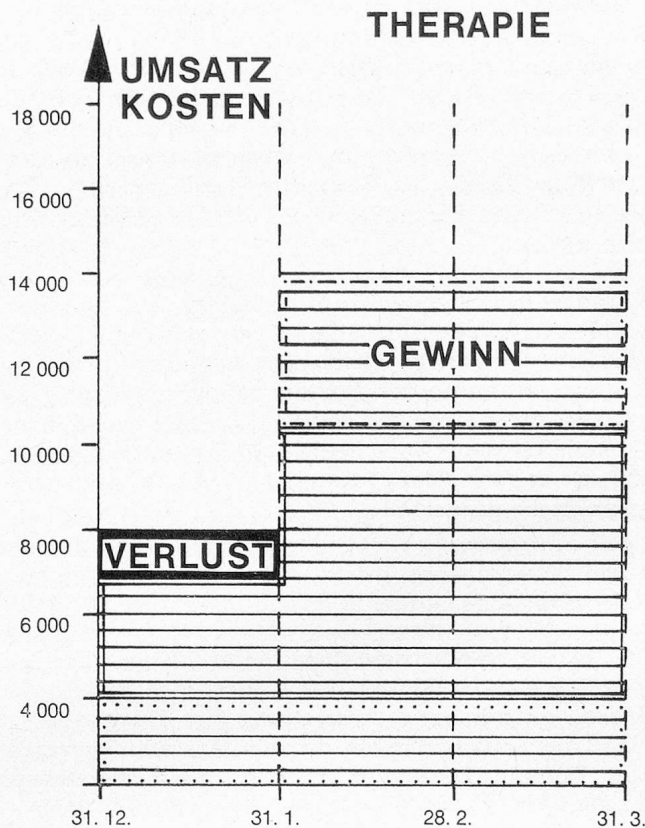 THERAPIE
UMSATZ
KOSTEN
18 000
16 000
14 000
GEWINN
12 000
10 000
8 000
VERLUST
6 000
4 000
31. 12.
31. 1.
28. 2.
31. 3.